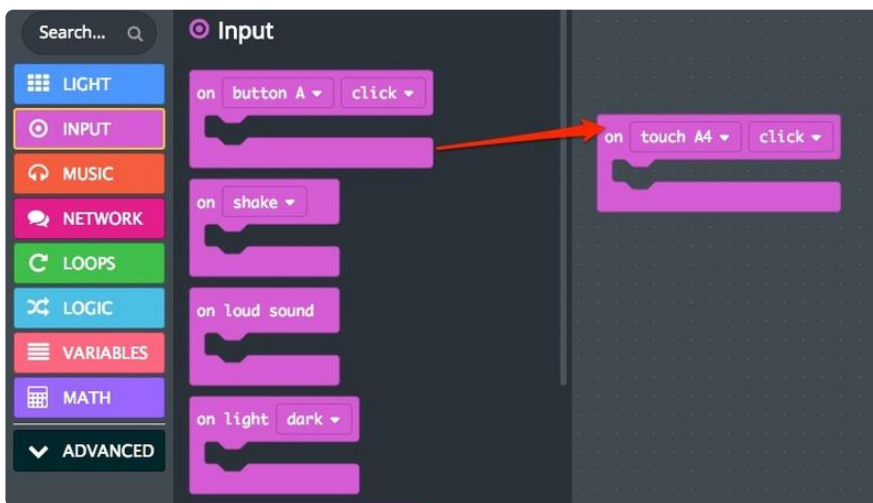 Search...
LIGHT
INPUT
MUSIC
NETWORK
LOOPS
LOGIC
VARIABLES
MATH
ADVANCED
Input
on button A click
on shake
on loud sound
on light dark
on touch A4 click